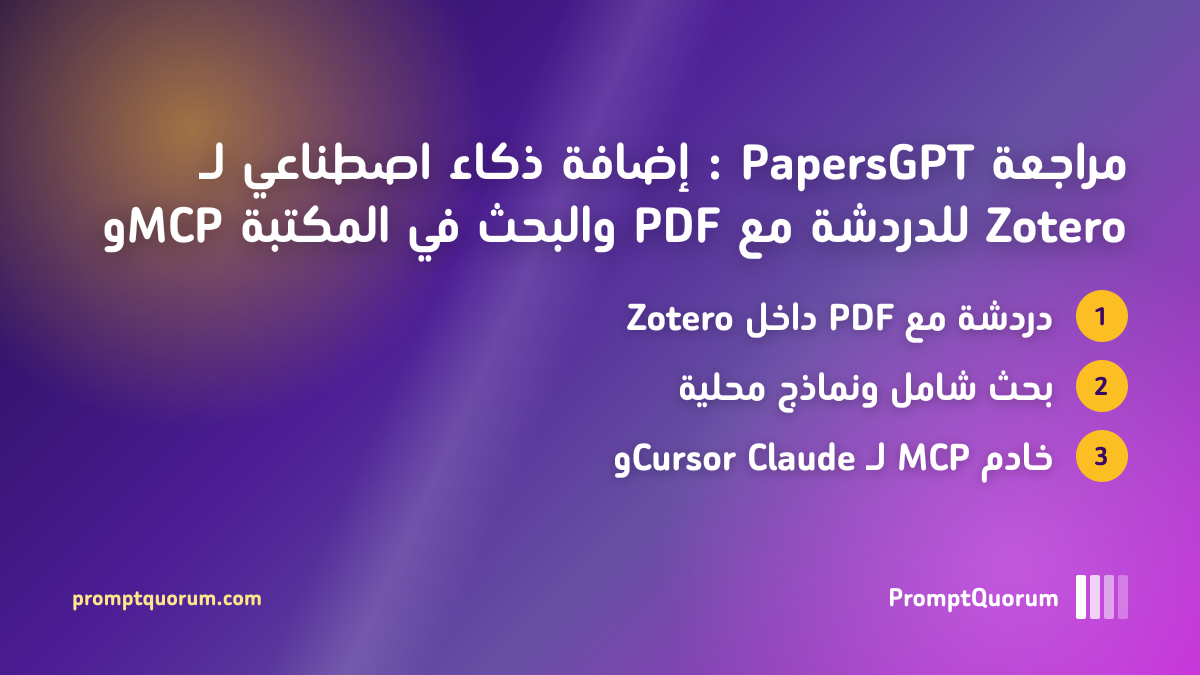 مراجعة PapersGPT : إضافة ذكاء اصطناعي لـ
Zotero للدردشة مع PDF والبحث في المكتبة وMCP
1 دردشة مع PDF داخل Zotero
2 بحث شامل ونماذج محلية
3 خادم MCP لـ Cursor Claude و
PromptQuorum
promptquorum.com